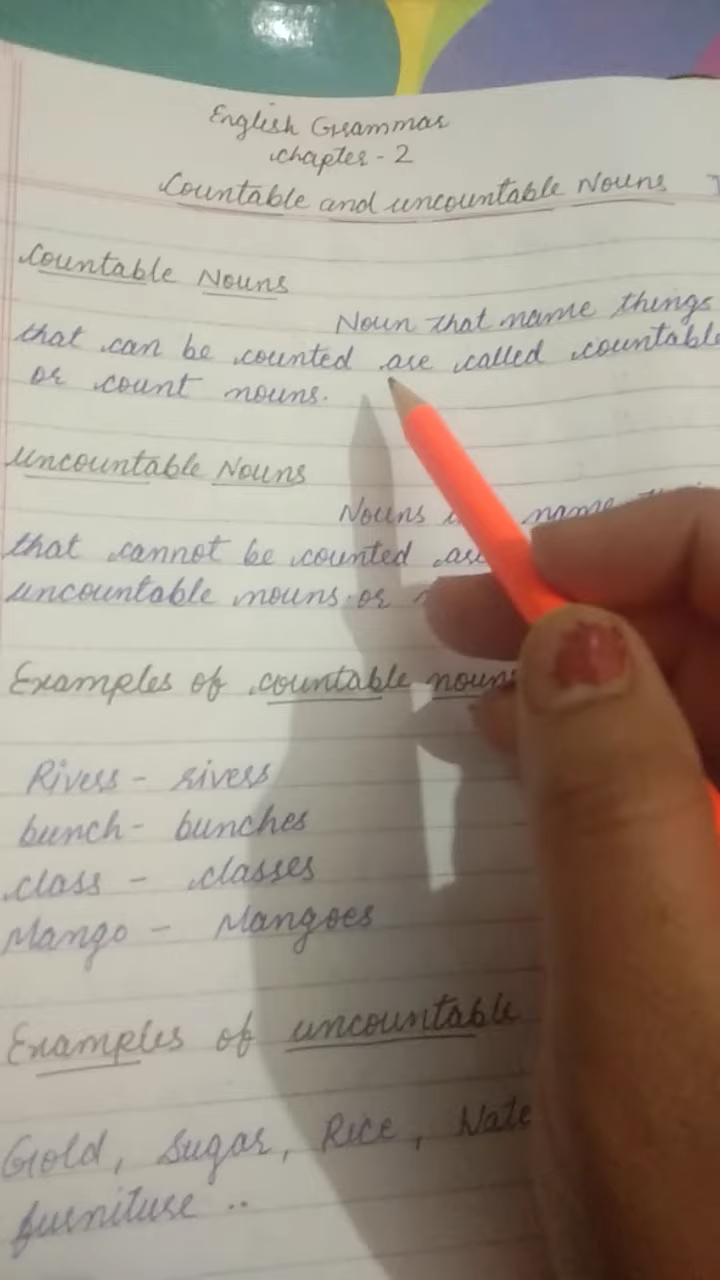 English Grammar
chapter - 2
Countable and uncountable Nouns
Countable Nouns
Noun that name things
that can be counted are called countable
or count nouns.
uncountable Nouns
Nouns name
that cannot be counted are
uncountable nouns or
Examples of countable nouns
Rivers - rivers
bunch - bunches
class - classes
Mango - Mangoes
Examples of uncountable
Gold, Sugar, Rice,
furniture ..